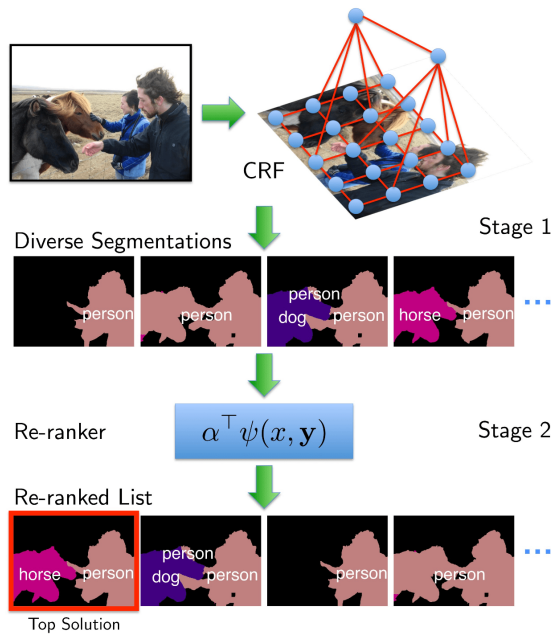 CRF
Stage 1
Diverse Segmentations
person
person
person
dog
person
horse
person
Re-ranker
α⊤ψ(x, y)
Stage 2
Re-ranked List
horse
person
person
dog
person
person
person
Top Solution